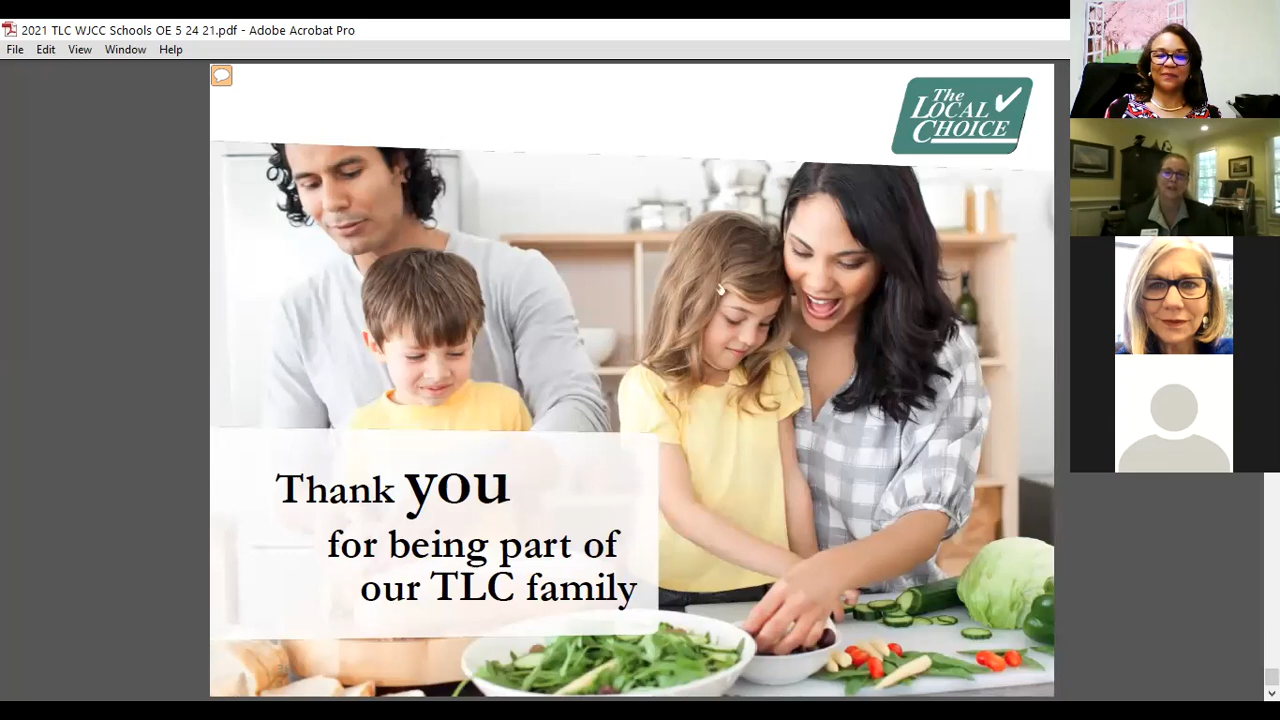 2021 TLC WJCC Schools OE 5 24 21.pdf - Adobe Acrobat Pro
File Edit View Window Help
The
LOCAL
CHOICE
Thank you
for being part of
our TLC family